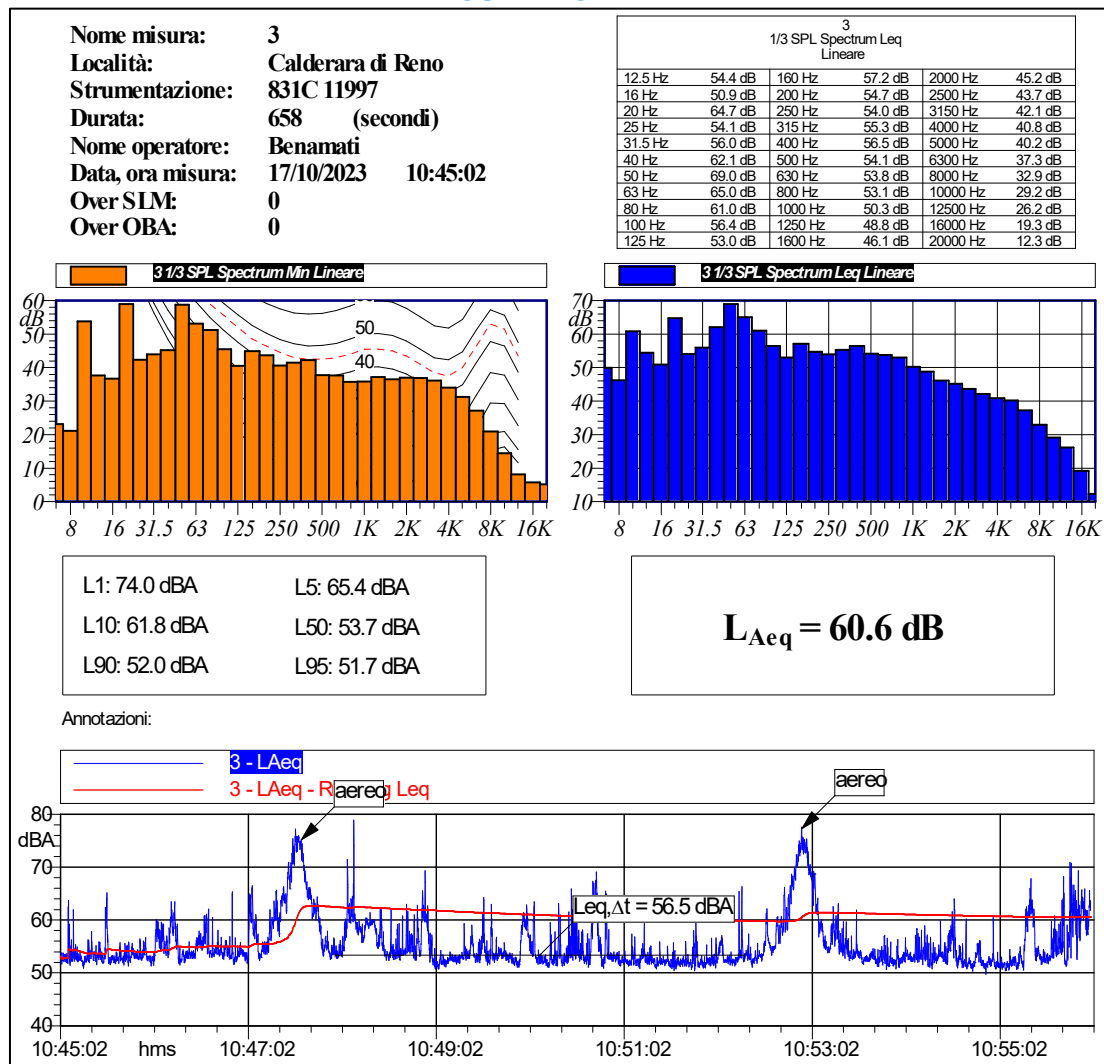 Nome misura: 3
Località: Calderara di Reno
Strumentazione: 831C 11997
Durata: 658 (secondi)
Nome operatore: Benamati
Data, ora misura: 17/10/2023 10:45:02
Over SLM: 0
Over OBA: 0
3
1/3 SPL Spectrum Leq
Lineare
12.5 Hz 54.4 dB 160 Hz 57.2 dB 2000 Hz 45.2 dB
16 Hz 50.9 dB 200 Hz 54.7 dB 2500 Hz 43.7 dB
20 Hz 64.7 dB 250 Hz 54.0 dB 3150 Hz 42.1 dB
25 Hz 54.1 dB 315 Hz 55.3 dB 4000 Hz 40.8 dB
31.5 Hz 56.0 dB 400 Hz 56.5 dB 5000 Hz 40.2 dB
40 Hz 62.1 dB 500 Hz 54.1 dB 6300 Hz 37.3 dB
50 Hz 69.0 dB 630 Hz 53.8 dB 8000 Hz 32.9 dB
63 Hz 65.0 dB 800 Hz 53.1 dB 10000 Hz 29.2 dB
80 Hz 61.0 dB 1000 Hz 50.3 dB 12500 Hz 26.2 dB
100 Hz 56.4 dB 1250 Hz 48.8 dB 16000 Hz 19.3 dB
125 Hz 53.0 dB 1600 Hz 46.1 dB 20000 Hz 12.3 dB
3 1/3 SPL Spectrum Min Lineare
60
dB
50
40
30
20
10
0
50
40
8 16 31.5 63 125 250 500 1K 2K 4K 8K 16K
3 1/3 SPL Spectrum Leq Lineare
70
dB
60
50
40
30
20
10
8 16 31.5 63 125 250 500 1K 2K 4K 8K 16K
L1: 74.0 dBA L5: 65.4 dBA
L10: 61.8 dBA L50: 53.7 dBA
L90: 52.0 dBA L95: 51.7 dBA
LAeq = 60.6 dB
Annotazioni:
3 - LAeq
3 - LAeq - R g Leq
aereo
aereo
80
dBA
70
60
50
40
Leq,Δt = 56.5 dBA
10:45:02 hms 10:47:02 10:49:02 10:51:02 10:53:02 10:55:02